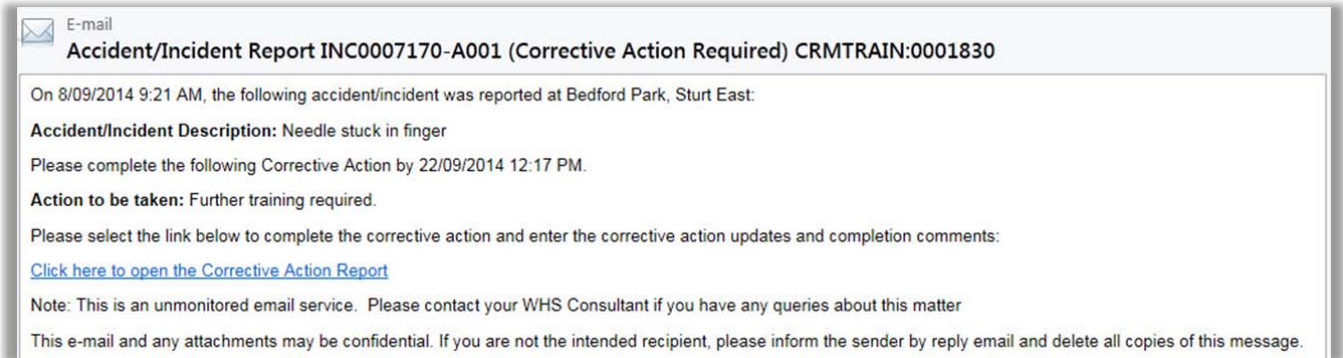 E-mail
Accident/Incident Report INC0007170-A001 (Corrective Action Required) CRMTRAIN:0001830
On 8/09/2014 9:21 AM, the following accident/incident was reported at Bedford Park, Sturt East:
Accident/Incident Description: Needle stuck in finger
Please complete the following Corrective Action by 22/09/2014 12:17 PM.
Action to be taken: Further training required.
Please select the link below to complete the corrective action and enter the corrective action updates and completion comments:
Click here to open the Corrective Action Report
Note: This is an unmonitored email service.  Please contact your WHS Consultant if you have any queries about this matter
This e-mail and any attachments may be confidential. If you are not the intended recipient, please inform the sender by reply email and delete all copies of this message.